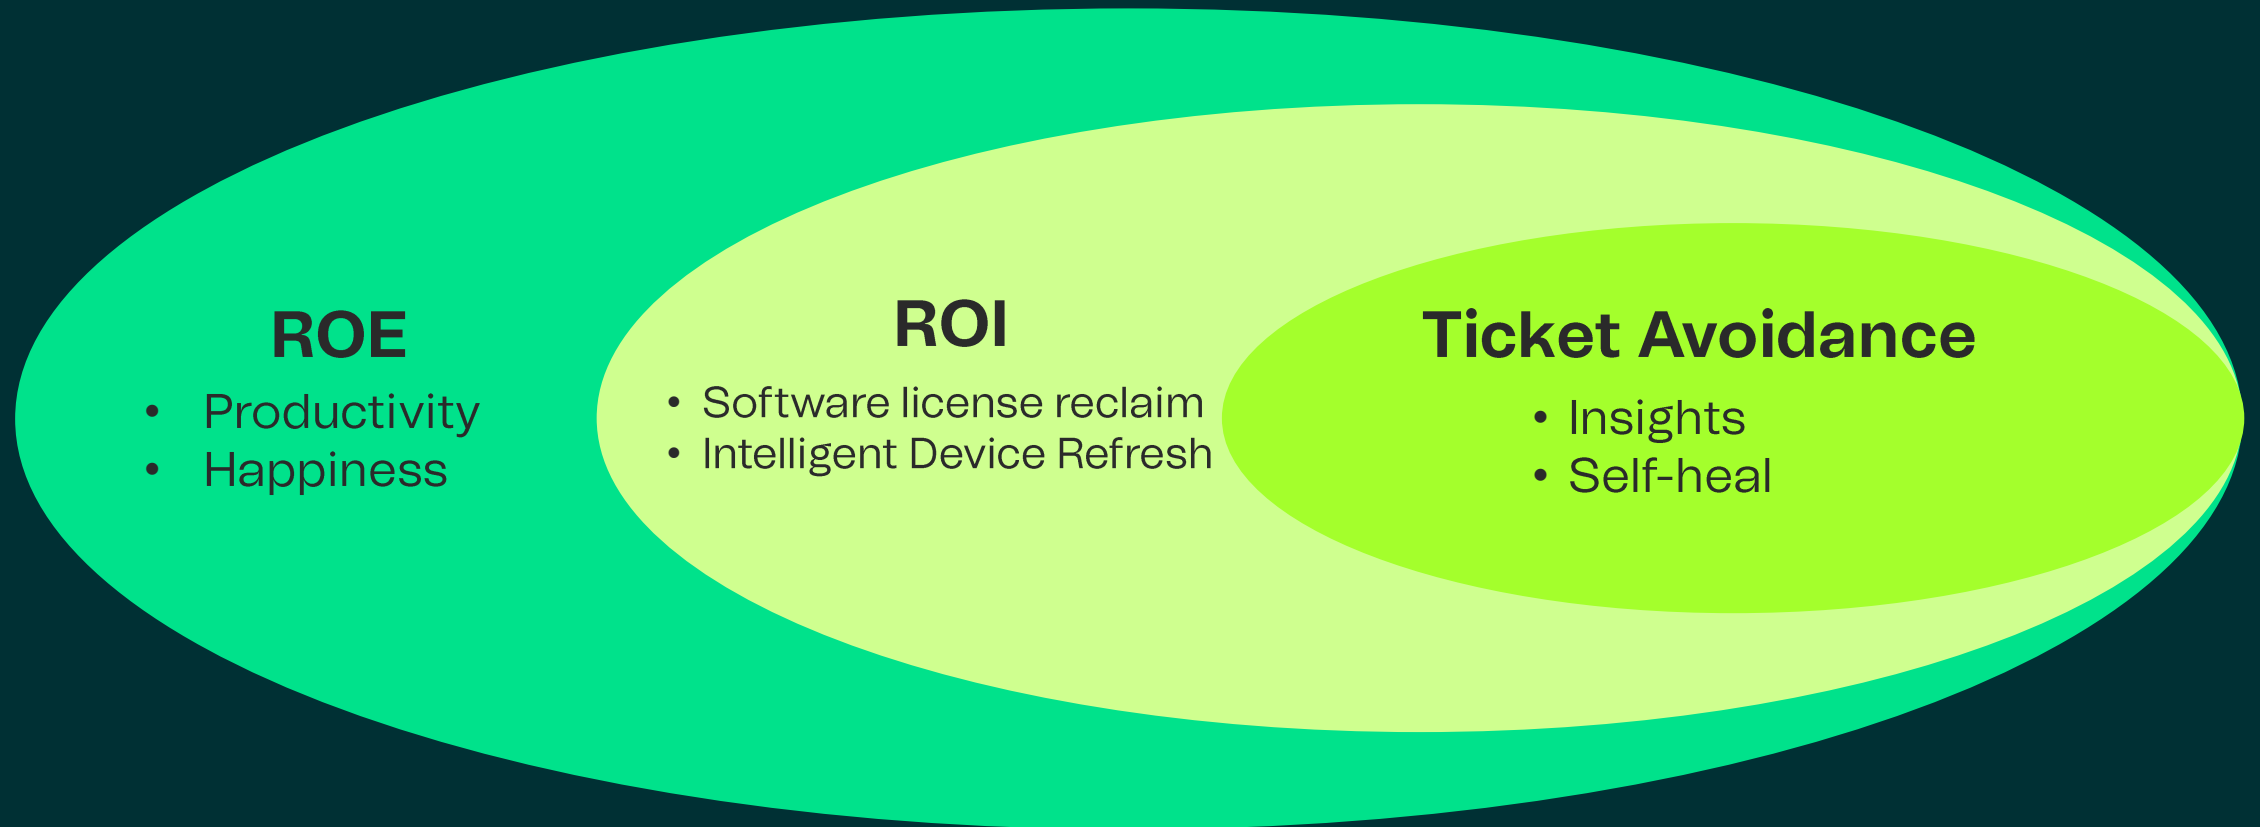 ROE
• Productivity
• Happiness
ROI
• Software license reclaim
• Intelligent Device Refresh
Ticket Avoidance
• Insights
• Self-heal